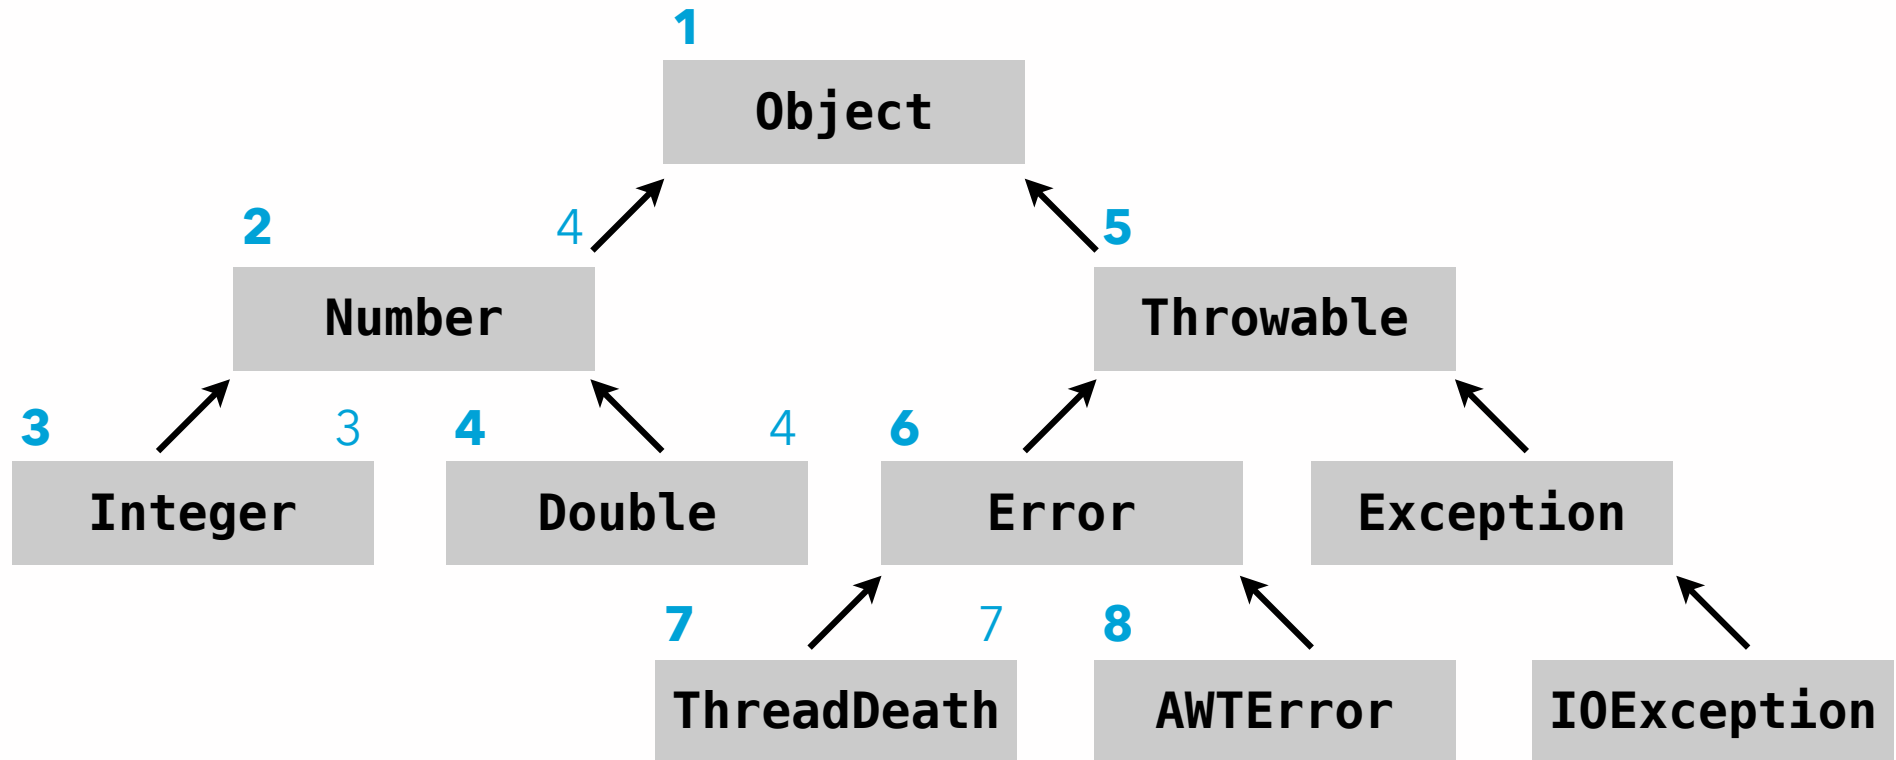 1
Object
2 4 5
Number Throwable
3 3 4 4 6
Integer Double Error Exception
7 7 8
ThreadDeath AWTError IOException